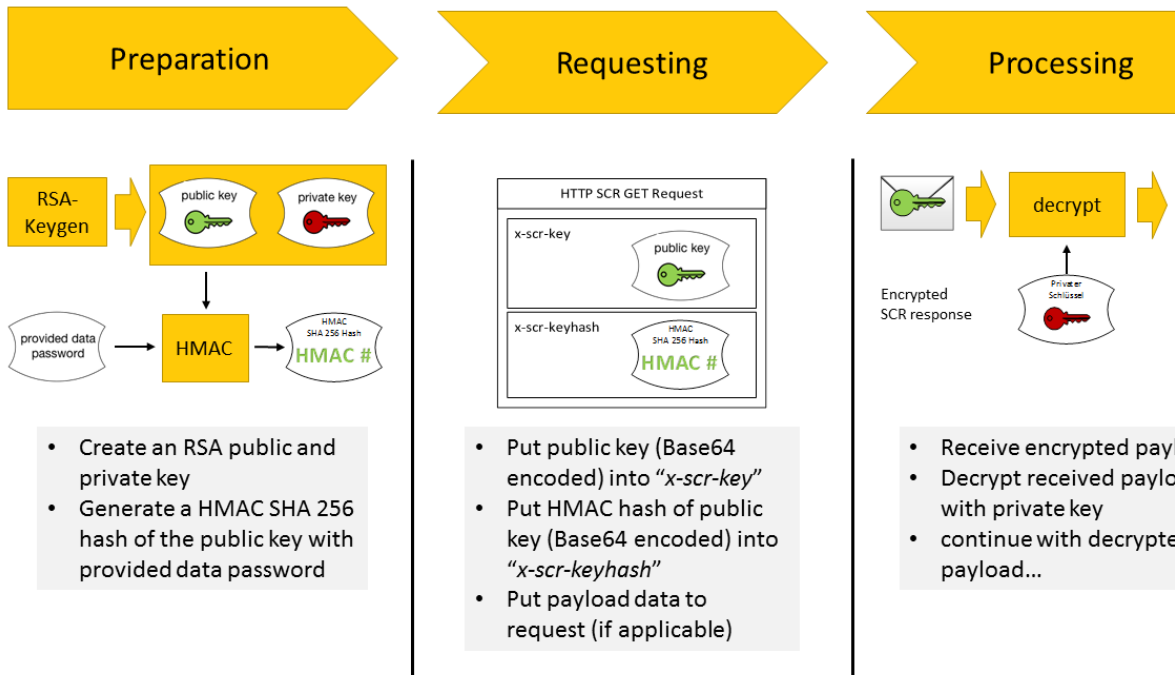 Preparation
Requesting
Processing
RSA-
Keygen
public key
private key
provided data
password
HMAC
HMAC
SHA 256 Hash
HMAC #
• Create an RSA public and
private key
• Generate a HMAC SHA 256
hash of the public key with
provided data password
HTTP SCR GET Request
x-scr-key
public key
x-scr-keyhash
HMAC
SHA 256 Hash
HMAC #
• Put public key (Base64
encoded) into “x-scr-key”
• Put HMAC hash of public
key (Base64 encoded) into
“x-scr-keyhash”
• Put payload data to
request (if applicable)
decrypt
Encrypted
SCR response
Privater
Schlüssel
• Receive encrypted payl
• Decrypt received paylo
with private key
• continue with decrypte
payload...